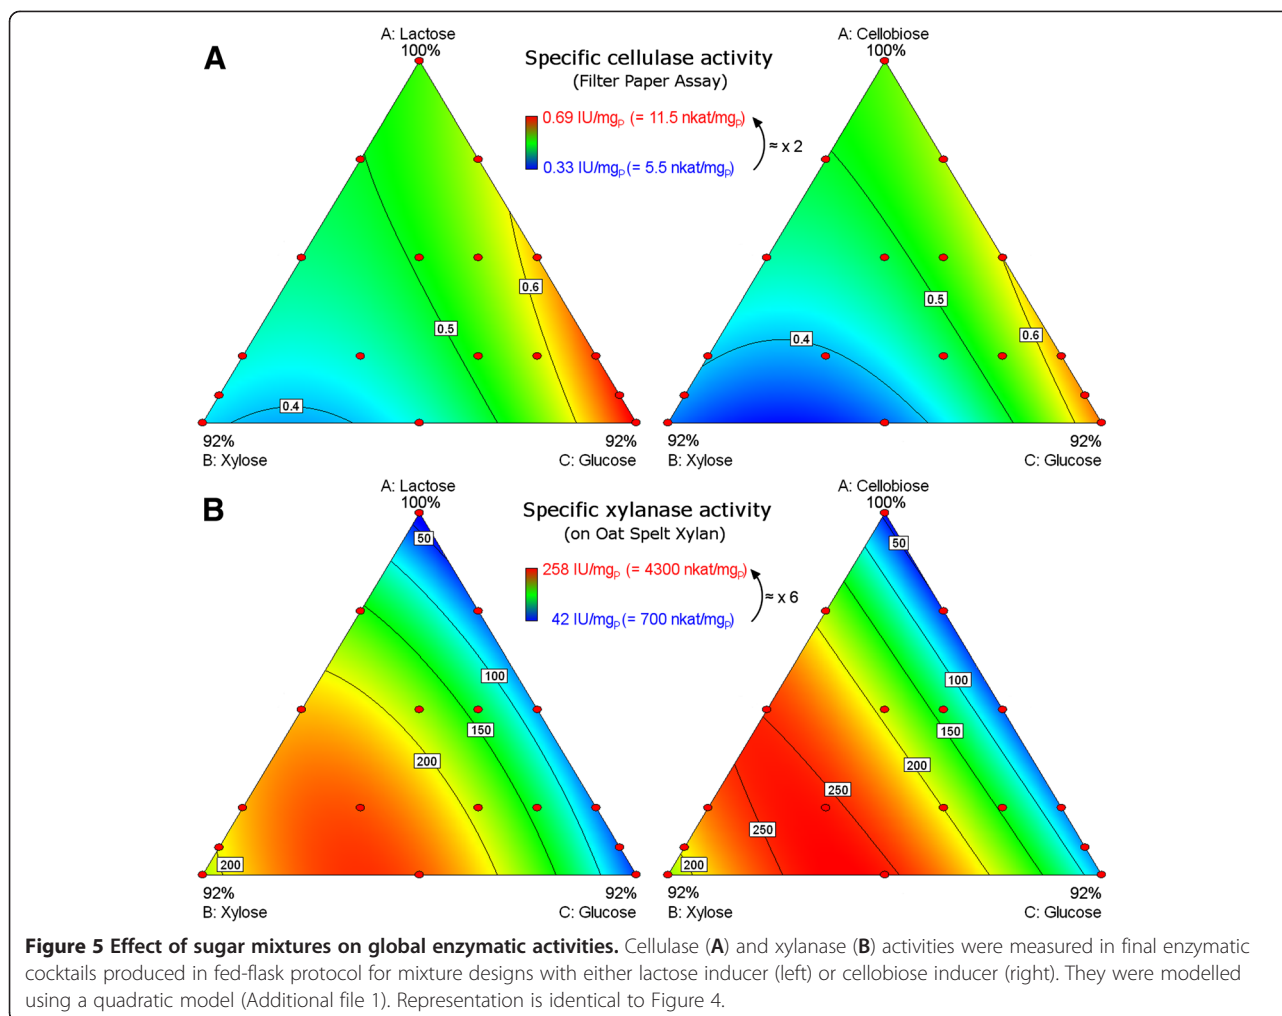 A
A: Lactose
100%
Specific cellulase activity
(Filter Paper Assay)
0.69 IU/mgp (= 11.5 nkat/mgp)
≈ x 2
0.33 IU/mgp (= 5.5 nkat/mgp)
0.6
0.5
0.4
92%
B: Xylose
92%
C: Glucose
A: Cellobiose
100%
0.5
0.6
0.4
92%
B: Xylose
92%
C: Glucose
B
A: Lactose
100%
50
Specific xylanase activity
(on Oat Spelt Xylan)
258 IU/mgp (= 4300 nkat/mgp)
≈ x 6
42 IU/mgp (= 700 nkat/mgp)
100
150
200
200
92%
B: Xylose
92%
C: Glucose
A: Cellobiose
100%
50
100
150
200
250
250
200
92%
B: Xylose
92%
C: Glucose
Figure 5 Effect of sugar mixtures on global enzymatic activities. Cellulase (A) and xylanase (B) activities were measured in final enzymatic
cocktails produced in fed-flask protocol for mixture designs with either lactose inducer (left) or cellobiose inducer (right). They were modelled
using a quadratic model (Additional file 1). Representation is identical to Figure 4.